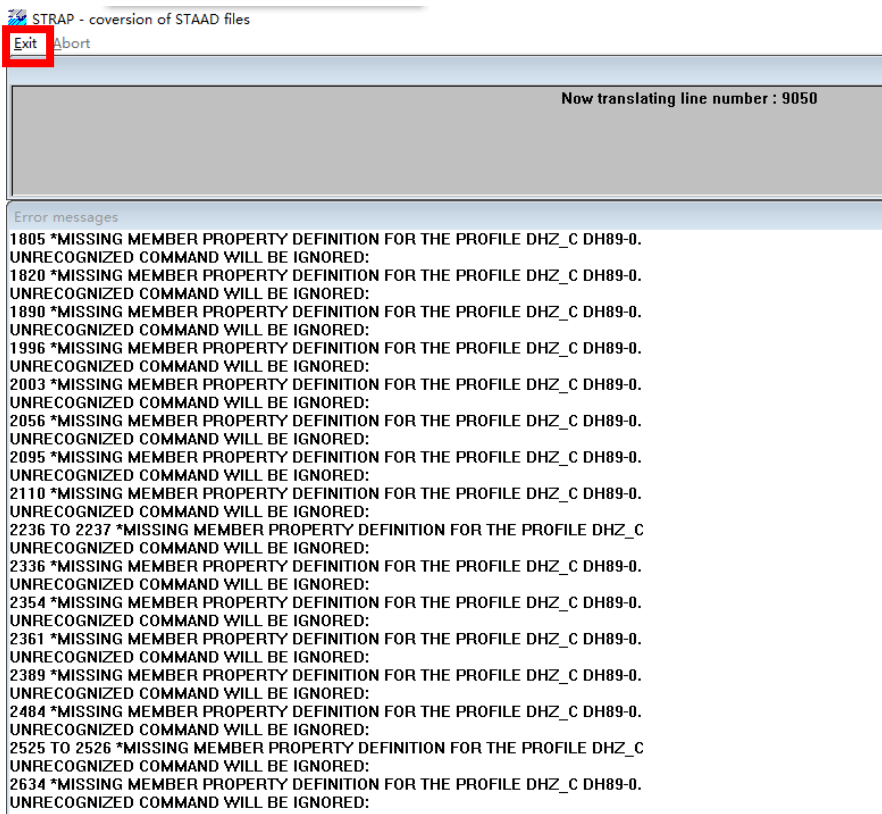 STRAP - coversion of STAAD files
Exit Abort
Now translating line number : 9050
Error messages
1805 *MISSING MEMBER PROPERTY DEFINITION FOR THE PROFILE DHZ_C DH89-0.
UNRECOGNIZED COMMAND WILL BE IGNORED:
1820 *MISSING MEMBER PROPERTY DEFINITION FOR THE PROFILE DHZ_C DH89-0.
UNRECOGNIZED COMMAND WILL BE IGNORED:
1890 *MISSING MEMBER PROPERTY DEFINITION FOR THE PROFILE DHZ_C DH89-0.
UNRECOGNIZED COMMAND WILL BE IGNORED:
1996 *MISSING MEMBER PROPERTY DEFINITION FOR THE PROFILE DHZ_C DH89-0.
UNRECOGNIZED COMMAND WILL BE IGNORED:
2003 *MISSING MEMBER PROPERTY DEFINITION FOR THE PROFILE DHZ_C DH89-0.
UNRECOGNIZED COMMAND WILL BE IGNORED:
2056 *MISSING MEMBER PROPERTY DEFINITION FOR THE PROFILE DHZ_C DH89-0.
UNRECOGNIZED COMMAND WILL BE IGNORED:
2095 *MISSING MEMBER PROPERTY DEFINITION FOR THE PROFILE DHZ_C DH89-0.
UNRECOGNIZED COMMAND WILL BE IGNORED:
2110 *MISSING MEMBER PROPERTY DEFINITION FOR THE PROFILE DHZ_C DH89-0.
UNRECOGNIZED COMMAND WILL BE IGNORED:
2236 TO 2237 *MISSING MEMBER PROPERTY DEFINITION FOR THE PROFILE DHZ_C
UNRECOGNIZED COMMAND WILL BE IGNORED:
2336 *MISSING MEMBER PROPERTY DEFINITION FOR THE PROFILE DHZ_C DH89-0.
UNRECOGNIZED COMMAND WILL BE IGNORED:
2354 *MISSING MEMBER PROPERTY DEFINITION FOR THE PROFILE DHZ_C DH89-0.
UNRECOGNIZED COMMAND WILL BE IGNORED:
2361 *MISSING MEMBER PROPERTY DEFINITION FOR THE PROFILE DHZ_C DH89-0.
UNRECOGNIZED COMMAND WILL BE IGNORED:
2389 *MISSING MEMBER PROPERTY DEFINITION FOR THE PROFILE DHZ_C DH89-0.
UNRECOGNIZED COMMAND WILL BE IGNORED:
2484 *MISSING MEMBER PROPERTY DEFINITION FOR THE PROFILE DHZ_C DH89-0.
UNRECOGNIZED COMMAND WILL BE IGNORED:
2525 TO 2526 *MISSING MEMBER PROPERTY DEFINITION FOR THE PROFILE DHZ_C
UNRECOGNIZED COMMAND WILL BE IGNORED:
2634 *MISSING MEMBER PROPERTY DEFINITION FOR THE PROFILE DHZ_C DH89-0.
UNRECOGNIZED COMMAND WILL BE IGNORED: